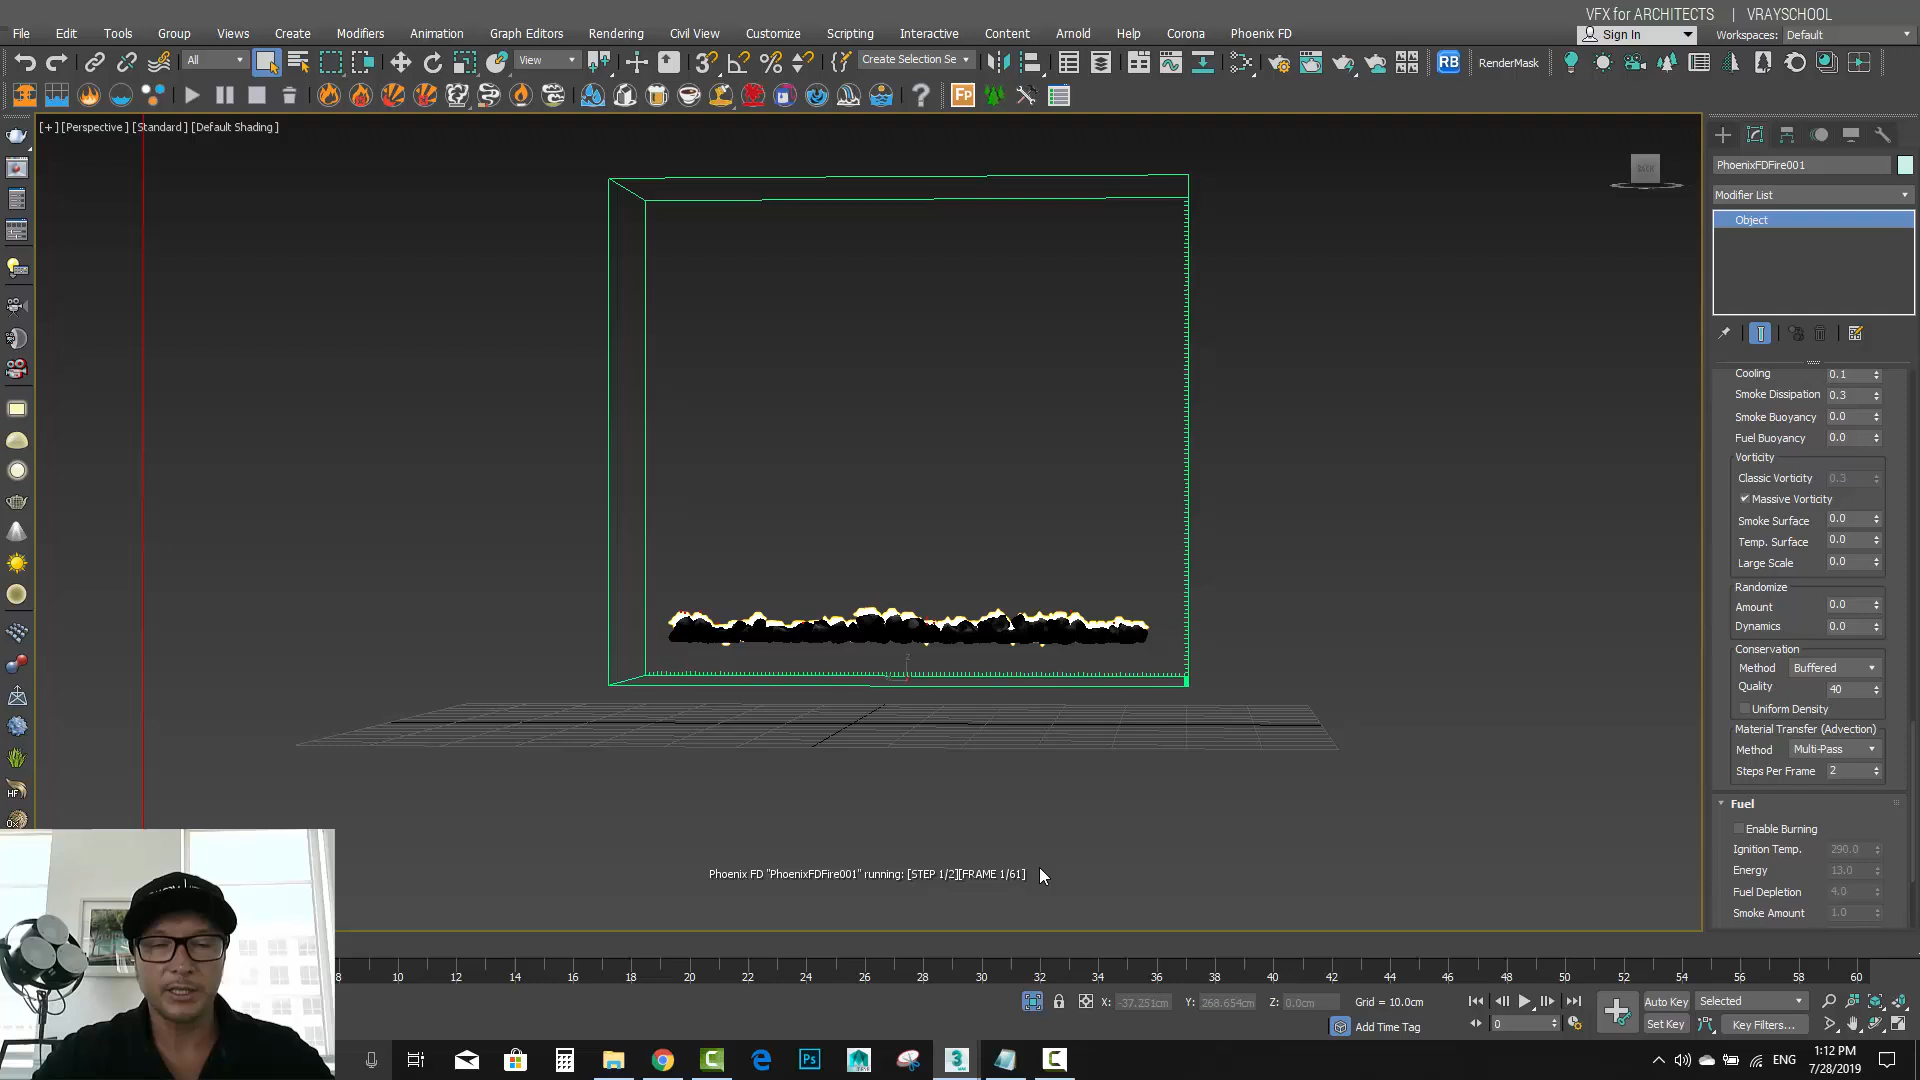 VFX for ARCHITECTS | VRAYSCHOOL
File Edit Tools Group Views Create Modifiers Animation Graph Editors Rendering Civil View Customize Scripting Interactive Content Arnold Help Corona Phoenix FD
Sign In Workspaces: Default
All View Create Selection Se RB RenderMask
Fp
[+] [Perspective] [Standard] [Default Shading]
BACK
PhoenixFDFire001
Modifier List
Object
Cooling 0.1
Smoke Dissipation 0.3
Smoke Buoyancy 0.0
Fuel Buoyancy 0.0
Vorticity
Classic Vorticity 0.3
Massive Vorticity
Smoke Surface 0.0
Temp. Surface 0.0
Large Scale 0.0
Randomize
Amount 0.0
Dynamics 0.0
Conservation
Method Buffered
Quality 40
Uniform Density
Material Transfer (Advection)
Method Multi-Pass
Steps Per Frame 2
Fuel
Enable Burning
Ignition Temp. 290.0
Energy 13.0
Fuel Depletion 4.0
Smoke Amount 1.0
z
Phoenix FD "PhoenixFDFire001" running: [STEP 1/2][FRAME 1/61]
8 10 12 14 16 18 20 22 24 26 28 30 32 34 36 38 40 42 44 46 48 50 52 54 56 58 60
X: -37.251cm Y: 268.654cm Z: 0.0cm Grid = 10.0cm
Auto Key Selected
0
Add Time Tag
Set Key Key Filters...
Ps
3
ENG
1:12 PM
7/28/2019